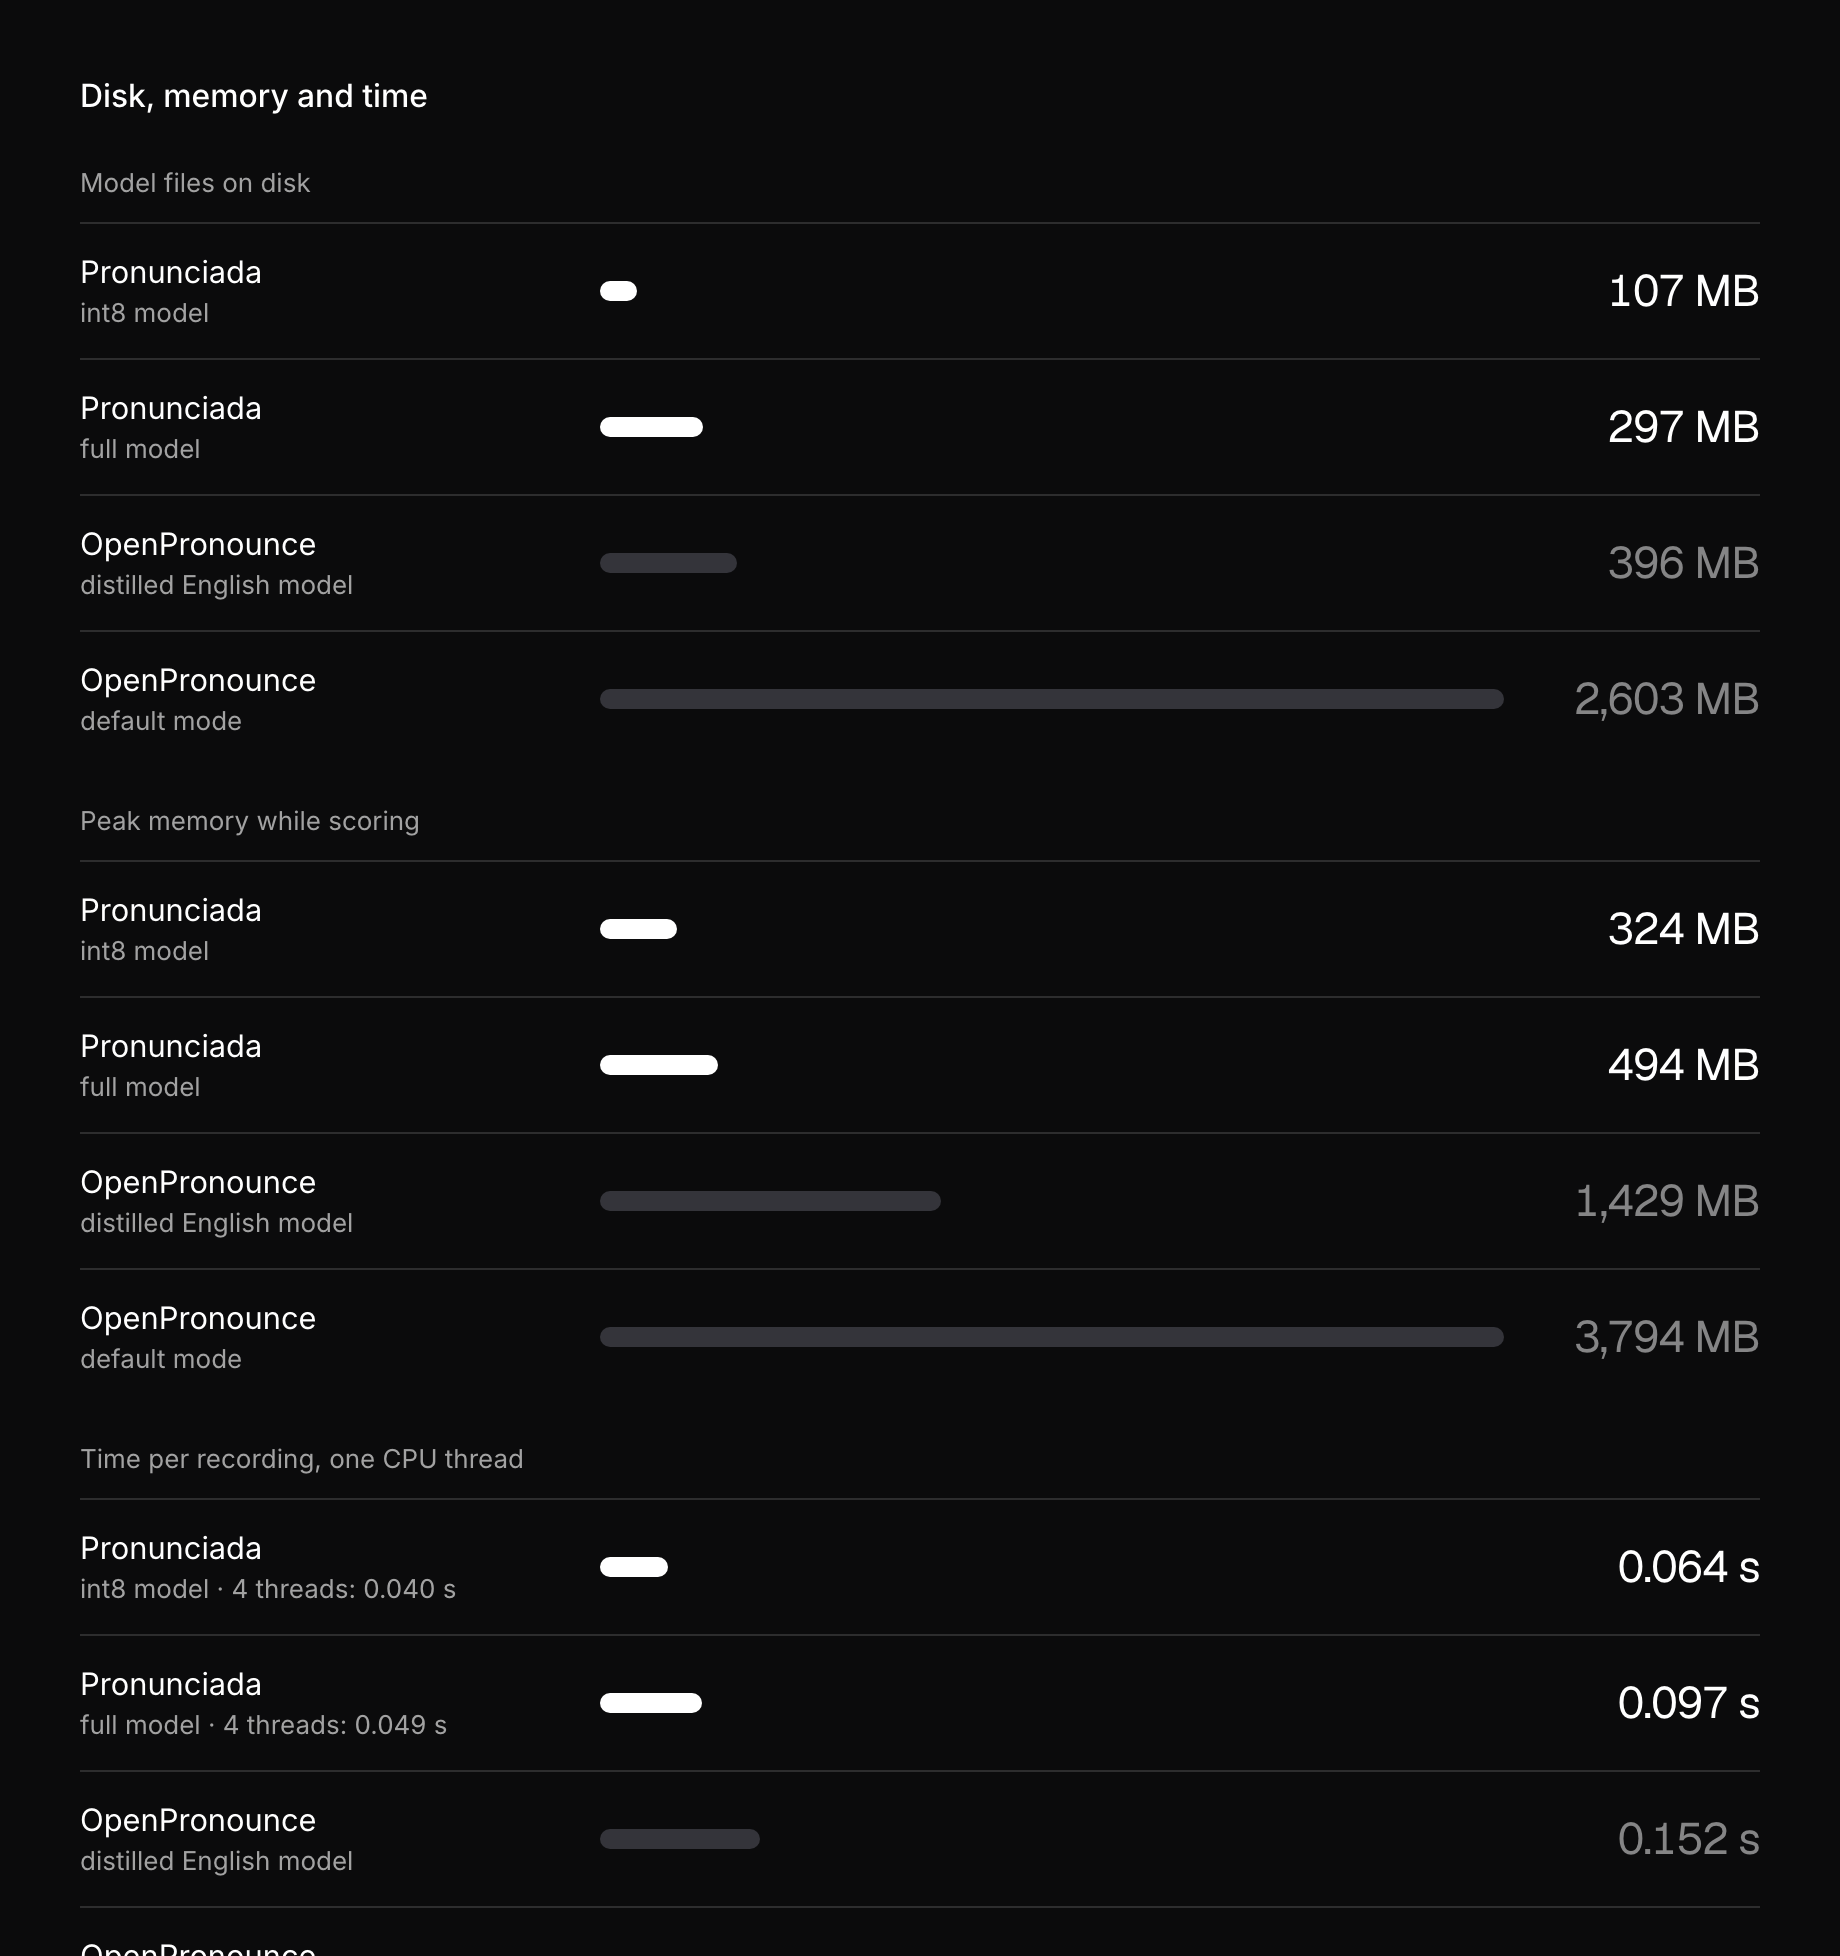 Disk, memory and time
Model files on disk
Pronunciada
int8 model
107 MB
Pronunciada
full model
297 MB
OpenPronounce
distilled English model
396 MB
OpenPronounce
default mode
2,603 MB
Peak memory while scoring
Pronunciada
int8 model
324 MB
Pronunciada
full model
494 MB
OpenPronounce
distilled English model
1,429 MB
OpenPronounce
default mode
3,794 MB
Time per recording, one CPU thread
Pronunciada
int8 model · 4 threads: 0.040 s
0.064 s
Pronunciada
full model · 4 threads: 0.049 s
0.097 s
OpenPronounce
distilled English model
0.152 s
OpenPronounce